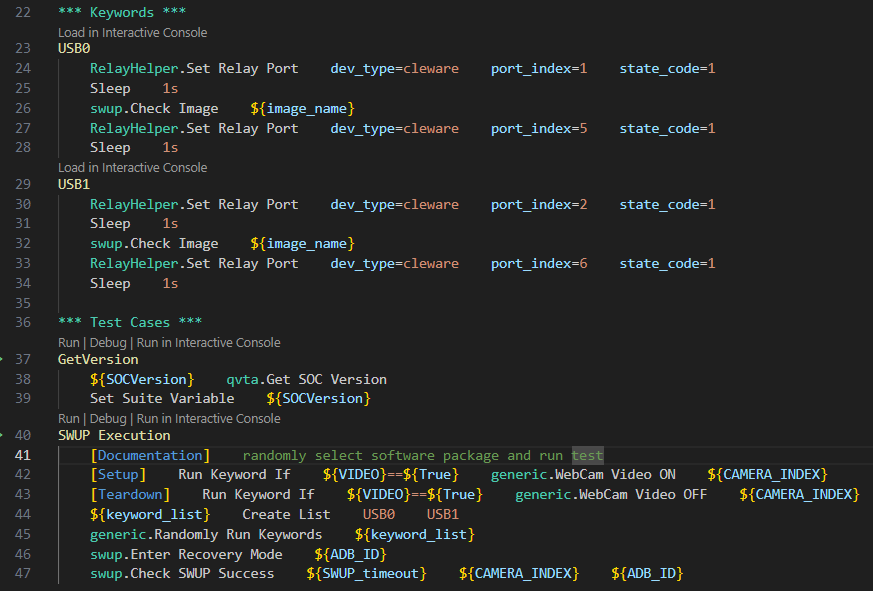 22 *** Keywords ***
Load in Interactive Console
23 USB0
24 RelayHelper.Set Relay Port    dev_type=cleware    port_index=1    state_code=1
25 Sleep    1s
26 swup.Check Image    ${image_name}
27 RelayHelper.Set Relay Port    dev_type=cleware    port_index=5    state_code=1
28 Sleep    1s
Load in Interactive Console
29 USB1
30 RelayHelper.Set Relay Port    dev_type=cleware    port_index=2    state_code=1
31 Sleep    1s
32 swup.Check Image    ${image_name}
33 RelayHelper.Set Relay Port    dev_type=cleware    port_index=6    state_code=1
34 Sleep    1s
35
36 *** Test Cases ***
Run | Debug | Run in Interactive Console
37 GetVersion
38 ${SOCVersion}    qvta.Get SOC Version
39 Set Suite Variable    ${SOCVersion}
Run | Debug | Run in Interactive Console
40 SWUP Execution
41 [Documentation]    randomly select software package and run test
42 [Setup]    Run Keyword If    ${VIDEO}==${True}    generic.WebCam Video ON    ${CAMERA_INDEX}
43 [Teardown]    Run Keyword If    ${VIDEO}==${True}    generic.WebCam Video OFF    ${CAMERA_INDEX}
44 ${keyword_list}    Create List    USB0    USB1
45 generic.Randomly Run Keywords    ${keyword_list}
46 swup.Enter Recovery Mode    ${ADB_ID}
47 swup.Check SWUP Success    ${SWUP_timeout}    ${CAMERA_INDEX}    ${ADB_ID}